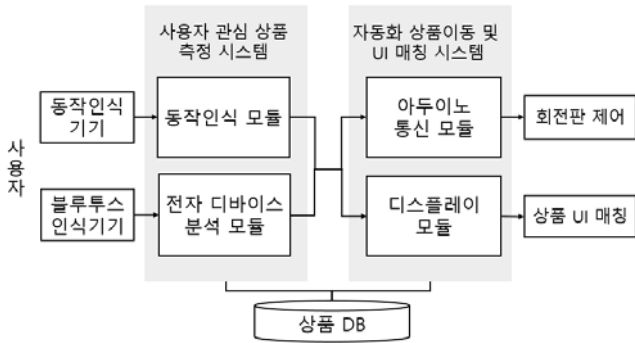 사용자 관심 상품
측정 시스템
자동화 상품이동 및
UI 매칭 시스템
사용자
동작인식
기기
동작인식 모듈
아두이노
통신 모듈
회전판 제어
블루투스
인식기기
전자 디바이스
분석 모듈
디스플레이
모듈
상품 UI 매칭
상품 DB